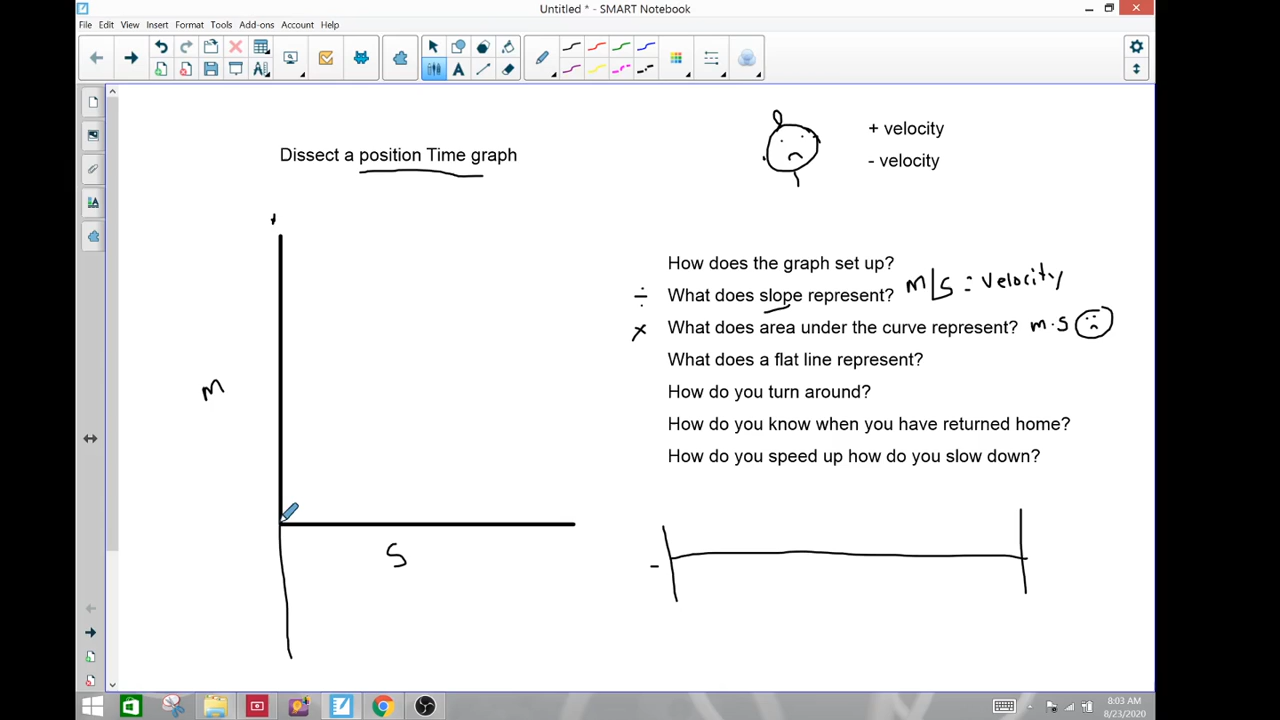 Untitled * - SMART Notebook
File Edit View Insert Format Tools Add-ons Account Help
Dissect a position Time graph
+ velocity
- velocity
+
How does the graph set up?
÷ What does slope represent? m/s = velocity
x What does area under the curve represent? m·s
What does a flat line represent?
How do you turn around?
How do you know when you have returned home?
How do you speed up how do you slow down?
m
s
-
8:03 AM
8/23/2020